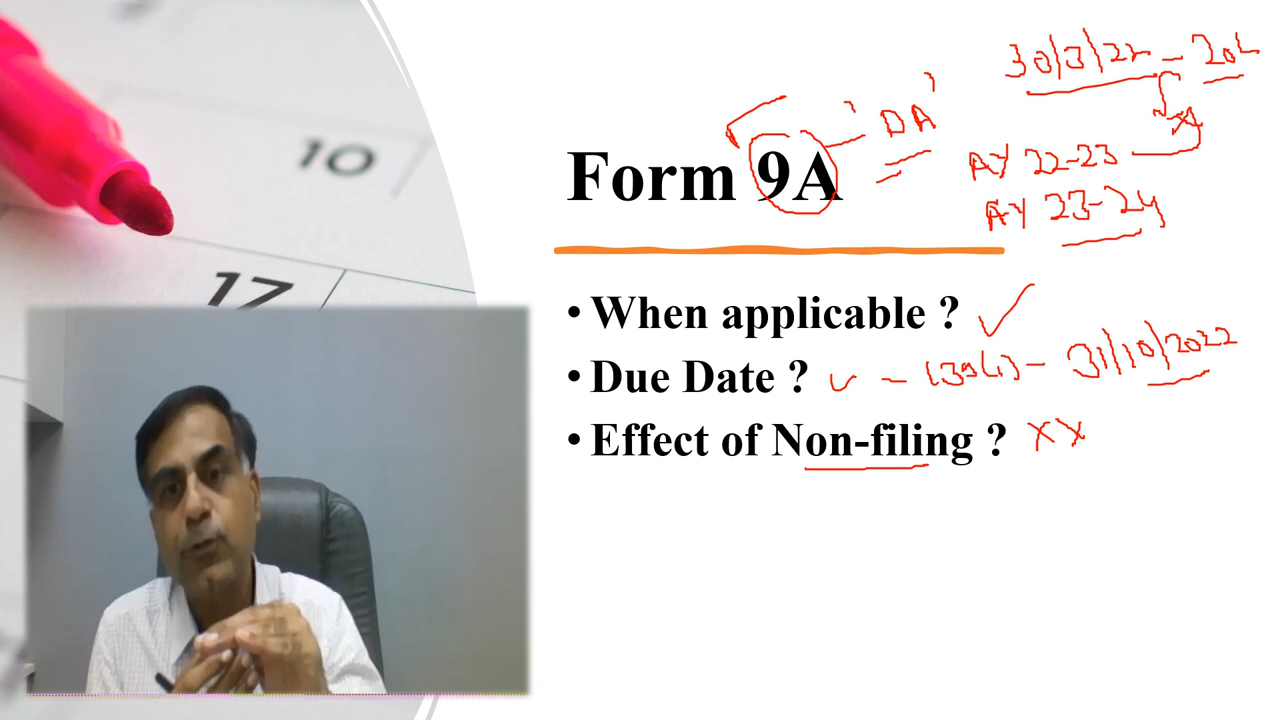 10
17
30/3/22 - 20L
'DA'
Form 9A
AY 22-23
AY 23-24
• When applicable ? ✓
• Due Date ? ✓ - 139(1) - 31/10/2022
• Effect of Non-filing ? XX